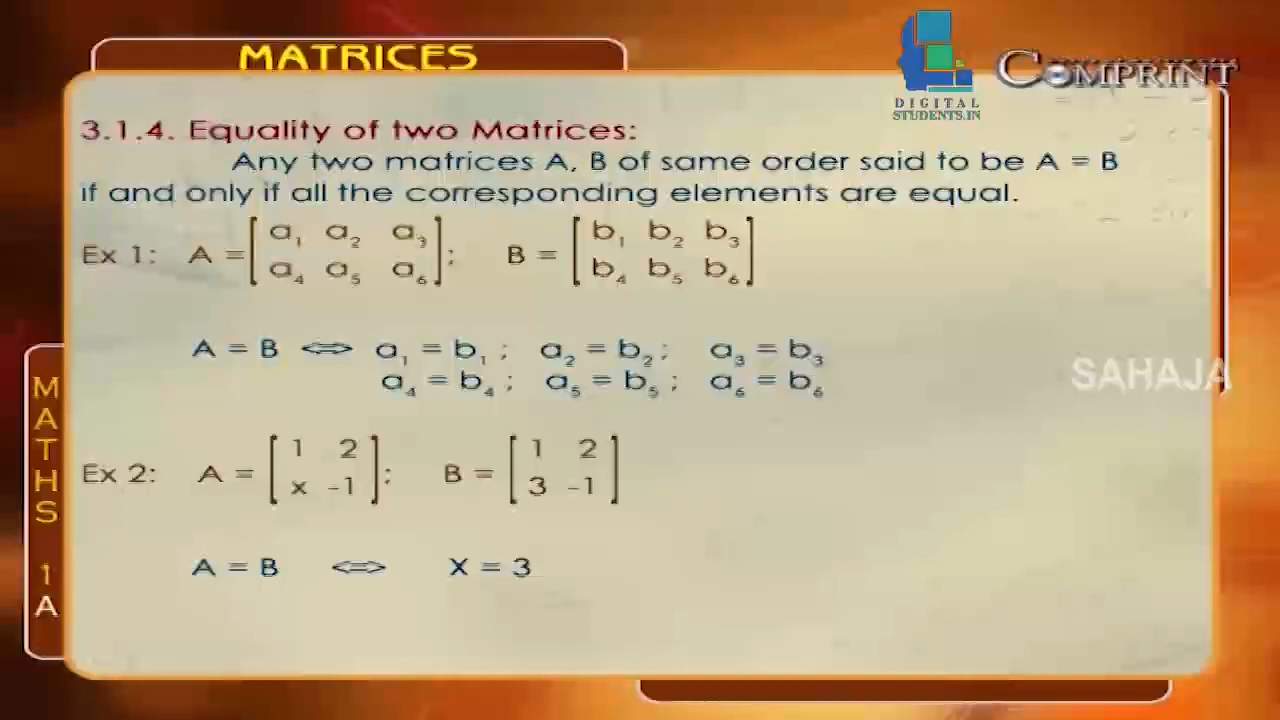 MATRICES
DIGITAL
STUDENTS.IN
COMPRINT
3.1.4. Equality of two Matrices:
Any two matrices A, B of same order said to be A = B
if and only if all the corresponding elements are equal.
Ex 1: A = [a₁ a₂ a₃; a₄ a₅ a₆]; B = [b₁ b₂ b₃; b₄ b₅ b₆]
A = B ⇔ a₁ = b₁ ; a₂ = b₂ ; a₃ = b₃
a₄ = b₄ ; a₅ = b₅ ; a₆ = b₆
SAHAJA
Ex 2: A = [1 2; x -1]; B = [1 2; 3 -1]
A = B ⇔ X = 3
MATHS 1A